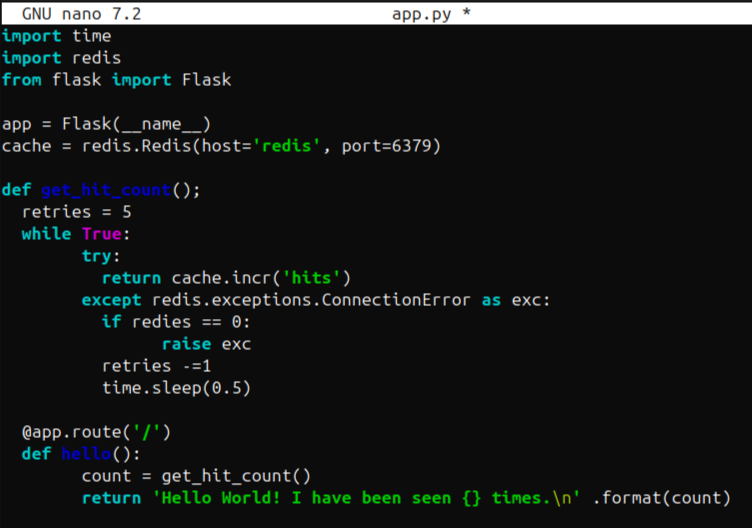 GNU nano 7.2 app.py *
import time
import redis
from flask import Flask
app = Flask(__name__)
cache = redis.Redis(host='redis', port=6379)
def get_hit_count();
retries = 5
while True:
try:
return cache.incr('hits')
except redis.exceptions.ConnectionError as exc:
if redies == 0:
raise exc
retries -=1
time.sleep(0.5)
@app.route('/')
def hello():
count = get_hit_count()
return 'Hello World! I have been seen {} times.\n' .format(count)